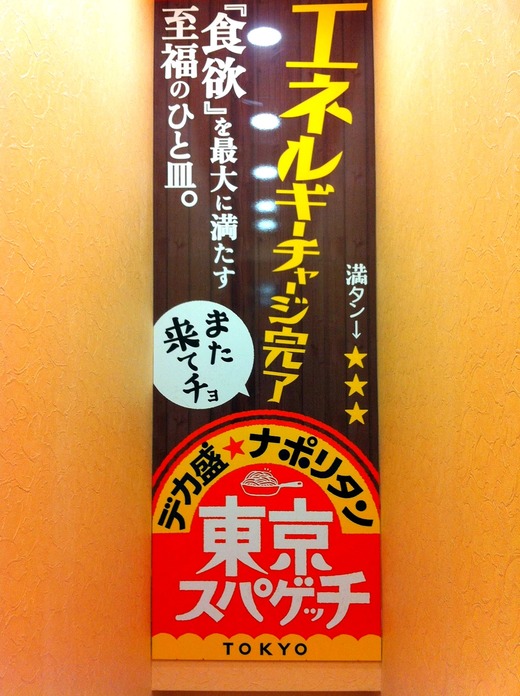 エネルギーチャージ完了
満タン→★★★
『食欲』を最大に満たす
至福のひと皿。
また
来てチョ
デカ盛★ナポリタン
東京
スパゲッチ
TOKYO